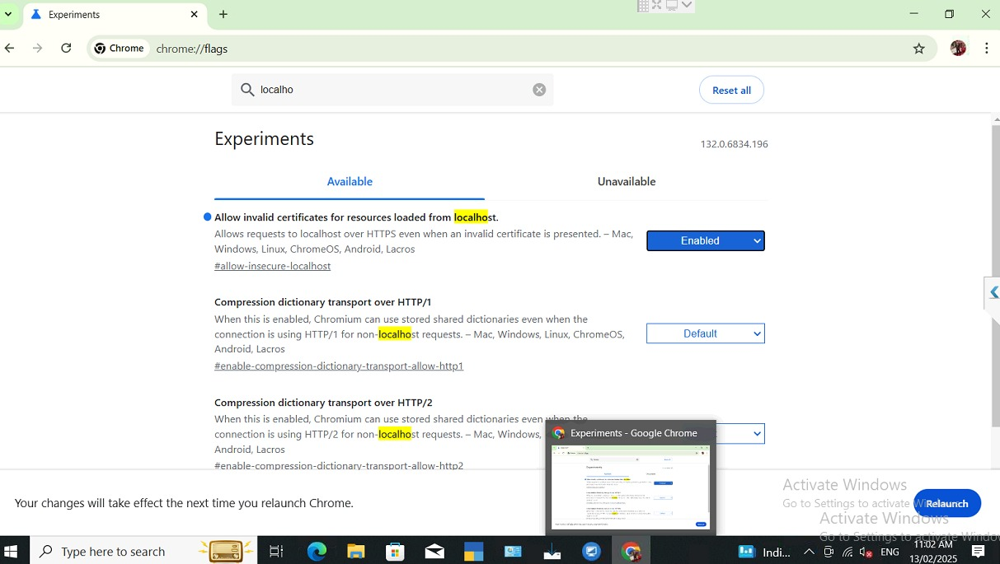 Experiments
Chrome
chrome://flags
localho
Reset all
Experiments
132.0.6834.196
Available
Unavailable
Allow invalid certificates for resources loaded from localhost.
Allows requests to localhost over HTTPS even when an invalid certificate is presented. – Mac,
Windows, Linux, ChromeOS, Android, Lacros
#allow-insecure-localhost
Enabled
Compression dictionary transport over HTTP/1
When this is enabled, Chromium can use stored shared dictionaries even when the
connection is using HTTP/1 for non-localhost requests. – Mac, Windows, Linux, ChromeOS,
Android, Lacros
#enable-compression-dictionary-transport-allow-http1
Default
Compression dictionary transport over HTTP/2
When this is enabled, Chromium can use stored shared dictionaries even when the
connection is using HTTP/2 for non-localhost requests. – Mac, Windows,
Android, Lacros
#enable-compression-dictionary-transport-allow-http2
Experiments - Google Chrome
Your changes will take effect the next time you relaunch Chrome.
Relaunch
Activate Windows
Go to Settings to activate Wi
Activate Windows
Go to Settings to activate Windo
Type here to search
Indi...
ENG
11:02 AM
13/02/2025